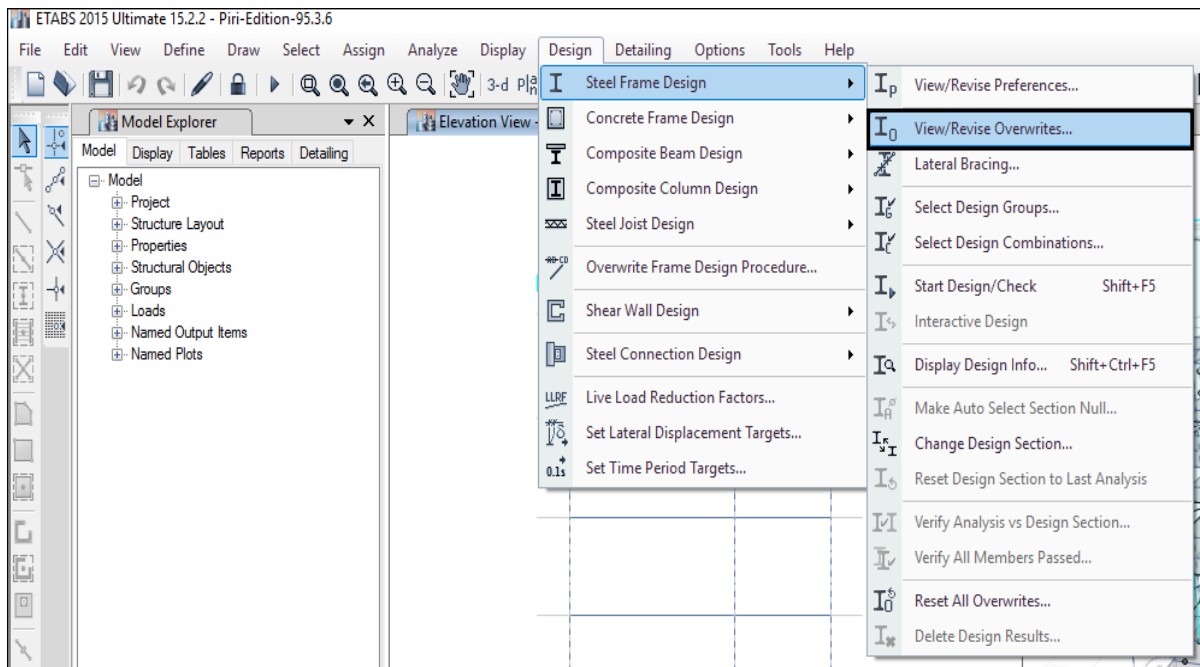 ETABS 2015 Ultimate 15.2.2 - Piri-Edition-95.3.6
File Edit View Define Draw Select Assign Analyze Display Design Detailing Options Tools Help
3-d
Model Explorer
Elevation View -
Model Display Tables Reports Detailing
Model
Project
Structure Layout
Properties
Structural Objects
Groups
Loads
Named Output Items
Named Plots
Steel Frame Design
Concrete Frame Design
Composite Beam Design
Composite Column Design
Steel Joist Design
Overwrite Frame Design Procedure...
Shear Wall Design
Steel Connection Design
LLRF Live Load Reduction Factors...
Set Lateral Displacement Targets...
0.1s Set Time Period Targets...
View/Revise Preferences...
View/Revise Overwrites...
Lateral Bracing...
Select Design Groups...
Select Design Combinations...
Start Design/Check Shift+F5
Interactive Design
Display Design Info... Shift+Ctrl+F5
Make Auto Select Section Null...
Change Design Section...
Reset Design Section to Last Analysis
Verify Analysis vs Design Section...
Verify All Members Passed...
Reset All Overwrites...
Delete Design Results...